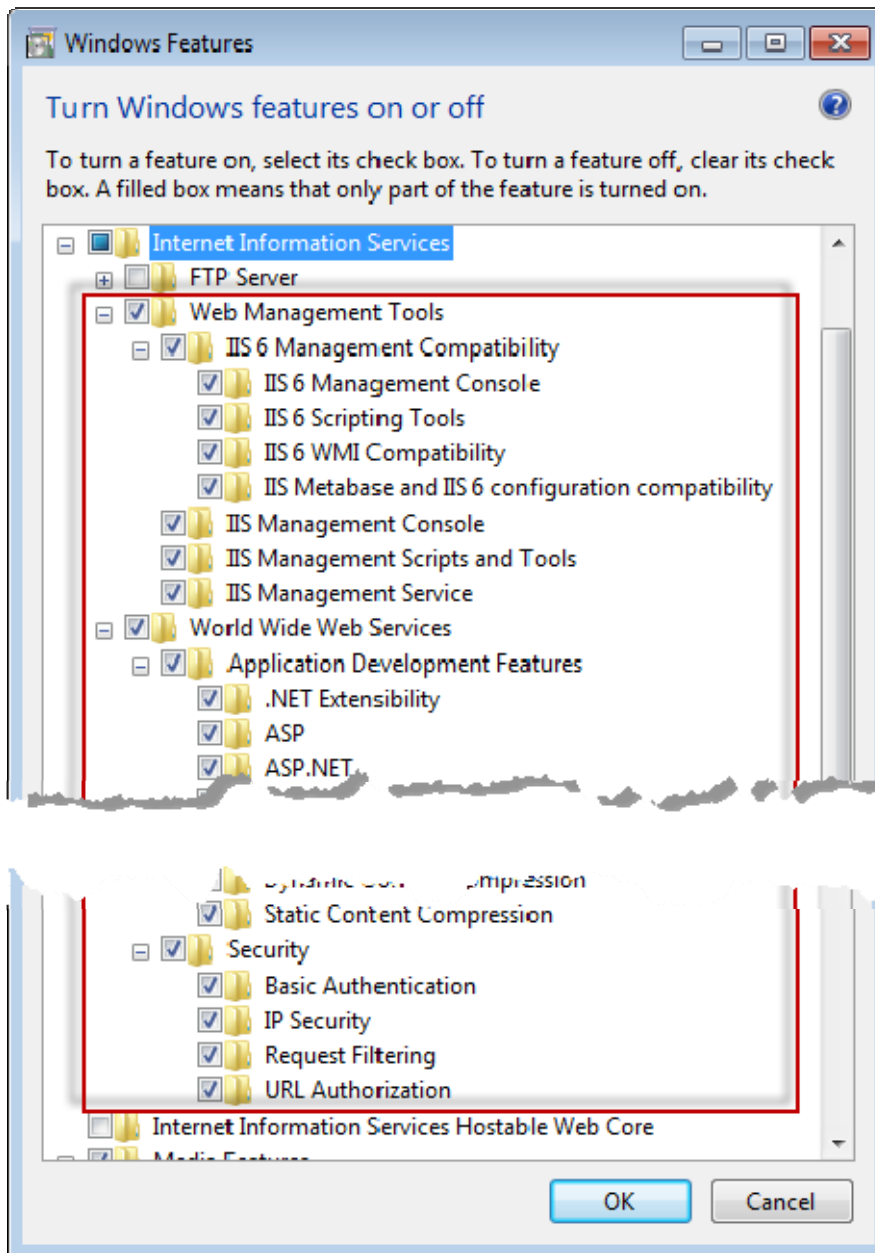 Windows Features
Turn Windows features on or off
To turn a feature on, select its check box. To turn a feature off, clear its check
box. A filled box means that only part of the feature is turned on.
Internet Information Services
FTP Server
Web Management Tools
IIS 6 Management Compatibility
IIS 6 Management Console
IIS 6 Scripting Tools
IIS 6 WMI Compatibility
IIS Metabase and IIS 6 configuration compatibility
IIS Management Console
IIS Management Scripts and Tools
IIS Management Service
World Wide Web Services
Application Development Features
.NET Extensibility
ASP
ASP.NET
Static Content Compression
Security
Basic Authentication
IP Security
Request Filtering
URL Authorization
Internet Information Services Hostable Web Core
OK
Cancel